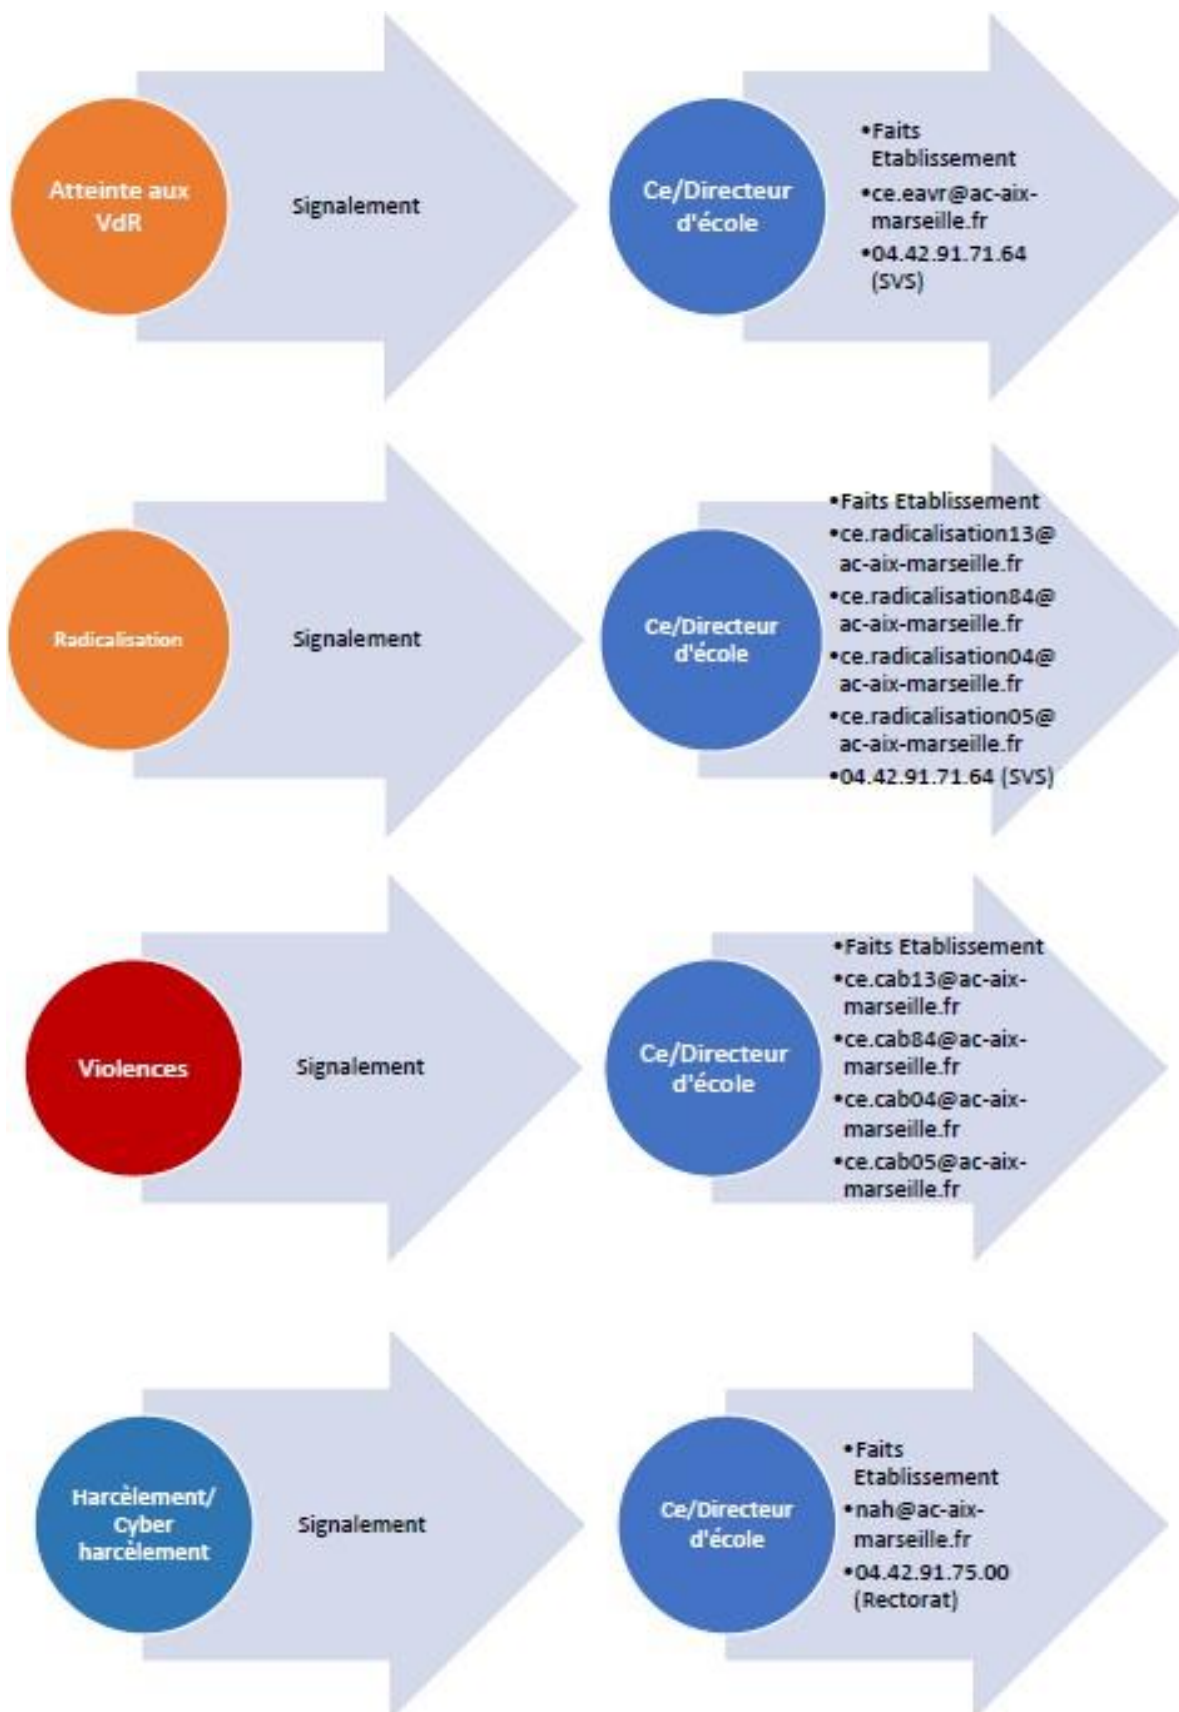 Atteinte aux
VdR
Signalement
Ce/Directeur
d'école
•Faits
Etablissement
•ce.eavr@ac-aix-
marseille.fr
•04.42.91.71.64
(SVS)
Radicalisation
Signalement
Ce/Directeur
d'école
•Faits Etablissement
•ce.radicalisation13@
ac-aix-marseille.fr
•ce.radicalisation84@
ac-aix-marseille.fr
•ce.radicalisation04@
ac-aix-marseille.fr
•ce.radicalisation05@
ac-aix-marseille.fr
•04.42.91.71.64 (SVS)
Violences
Signalement
Ce/Directeur
d'école
•Faits Etablissement
•ce.cab13@ac-aix-
marseille.fr
•ce.cab84@ac-aix-
marseille.fr
•ce.cab04@ac-aix-
marseille.fr
•ce.cab05@ac-aix-
marseille.fr
Harcèlement/
Cyber
harcèlement
Signalement
Ce/Directeur
d'école
•Faits
Etablissement
•nah@ac-aix-
marseille.fr
•04.42.91.75.00
(Rectorat)